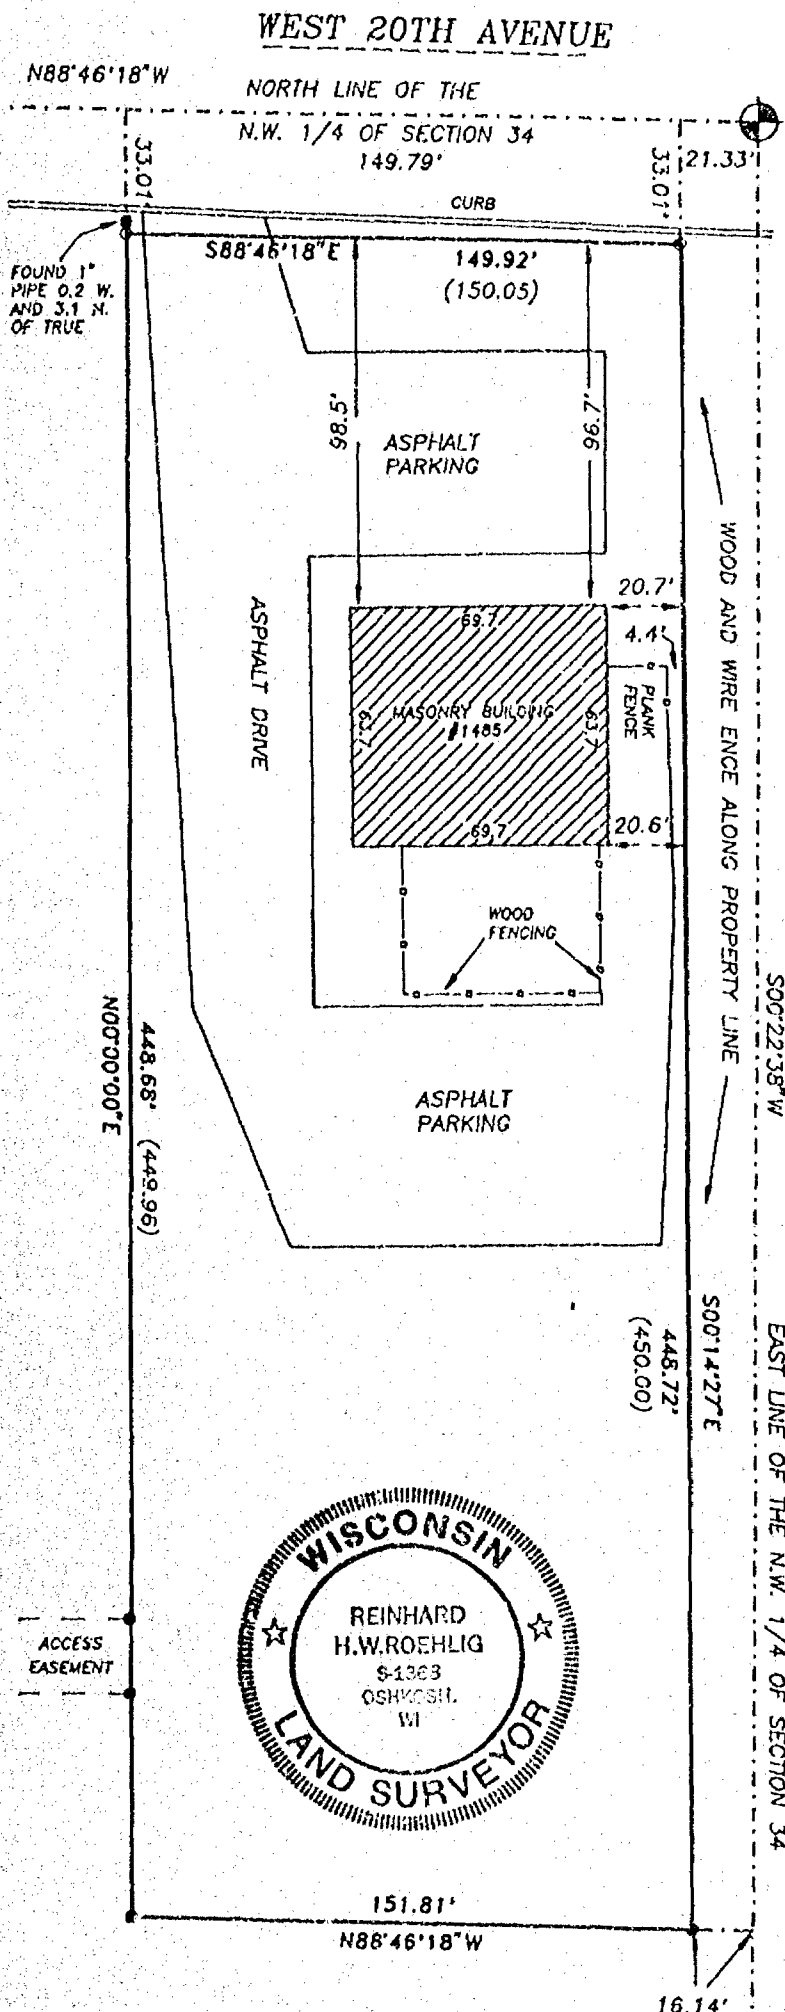 WEST 20TH AVENUE
N88°46'18"W
NORTH LINE OF THE
N.W. 1/4 OF SECTION 34
149.79'
33.01'
33.01'
21.33'
CURB
S88°46'18"E
149.92'
(150.05)
FOUND 1"
PIPE 0.2 W.
AND 3.1 N.
OF TRUE
98.5'
96.7'
ASPHALT
PARKING
20.7'
4.4'
69.7
ASPHALT DRIVE
63.7
MASONRY BUILDING
#1485
63.7
PLANK
FENCE
WOOD AND WIRE ENCE ALONG PROPERTY LINE
69.7
20.6'
WOOD
FENCING
S00°22'38"W
448.68' (449.96)
N00°00'00"E
ASPHALT
PARKING
S00°14'27"E
448.72'
(450.00)
EAST LINE OF THE N.W. 1/4 OF SECTION 34
WISCONSIN
REINHARD
H.W.ROEHLIG
S-1368
OSHKOSH,
WI
LAND SURVEYOR
ACCESS
EASEMENT
151.81'
N88°46'18"W
16.14'